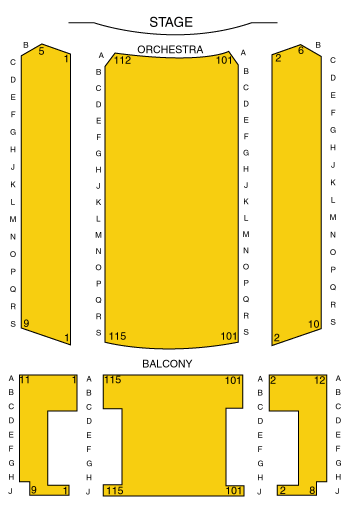 STAGE
ORCHESTRA
B 5 1 A 112 101 A 2 6 B
C B B C
D C C D
E D D E
F E E F
G F F G
H G G H
J H H J
K J J K
L K K L
M L L M
N M M N
O N N O
P O O P
Q P P Q
R Q Q R
S 9 R R 10 S
1 S 115 101 S 2
BALCONY
A 11 1 A 115 101 A 2 12 A
B B B B
C C C C
D D D D
E E E E
F F F F
G G G G
H H H H
J 9 1 J 115 101 J 2 8 J